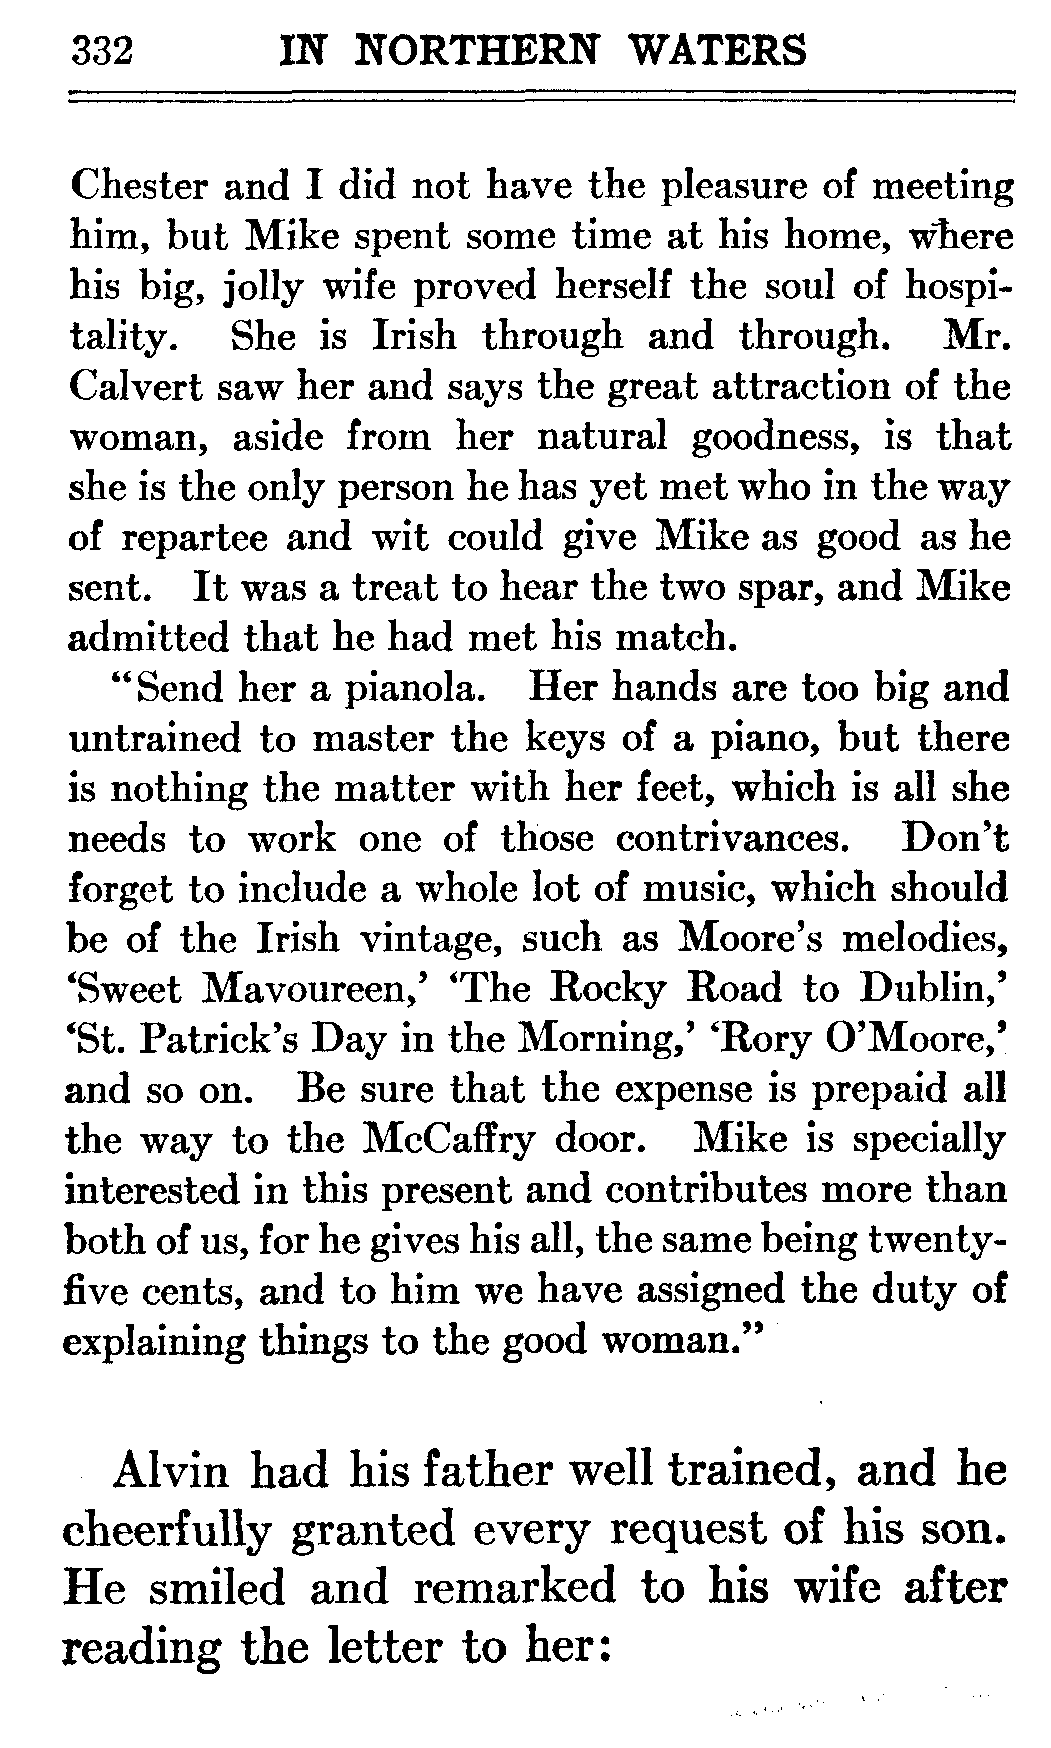 332 IN NORTHERN WATERS
Chester and I did not have the pleasure of meeting
him, but Mike spent some time at his home, where
his big, jolly wife proved herself the soul of hospi-
tality. She is Irish through and through. Mr.
Calvert saw her and says the great attraction of the
woman, aside from her natural goodness, is that
she is the only person he has yet met who in the way
of repartee and wit could give Mike as good as he
sent. It was a treat to hear the two spar, and Mike
admitted that he had met his match.
“Send her a pianola. Her hands are too big and
untrained to master the keys of a piano, but there
is nothing the matter with her feet, which is all she
needs to work one of those contrivances. Don’t
forget to include a whole lot of music, which should
be of the Irish vintage, such as Moore’s melodies,
‘Sweet Mavoureen,’ ‘The Rocky Road to Dublin,’
‘St. Patrick’s Day in the Morning,’ ‘Rory O’Moore,’
and so on. Be sure that the expense is prepaid all
the way to the McCaffry door. Mike is specially
interested in this present and contributes more than
both of us, for he gives his all, the same being twenty-
five cents, and to him we have assigned the duty of
explaining things to the good woman.”
Alvin had his father well trained, and he
cheerfully granted every request of his son.
He smiled and remarked to his wife after
reading the letter to her: